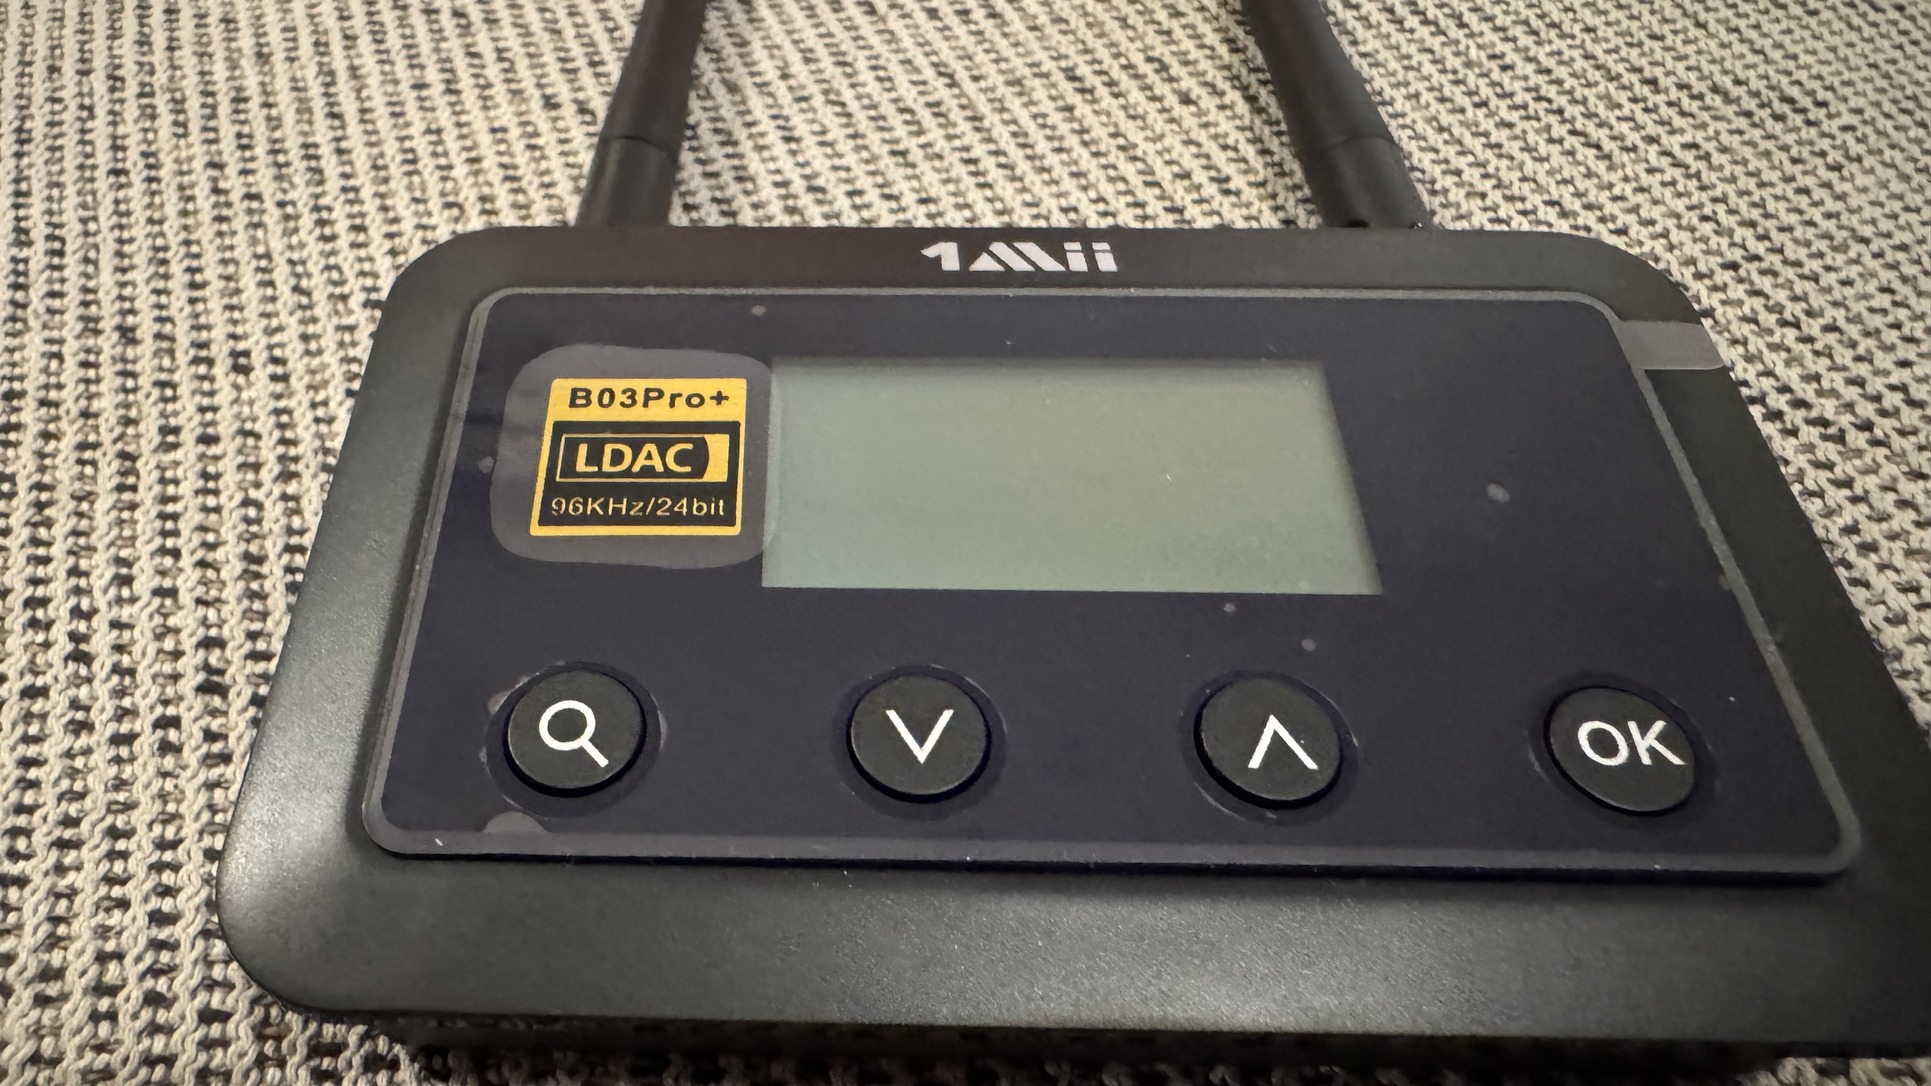 1Mii
B03Pro+
LDAC
96KHz/24bit
OK